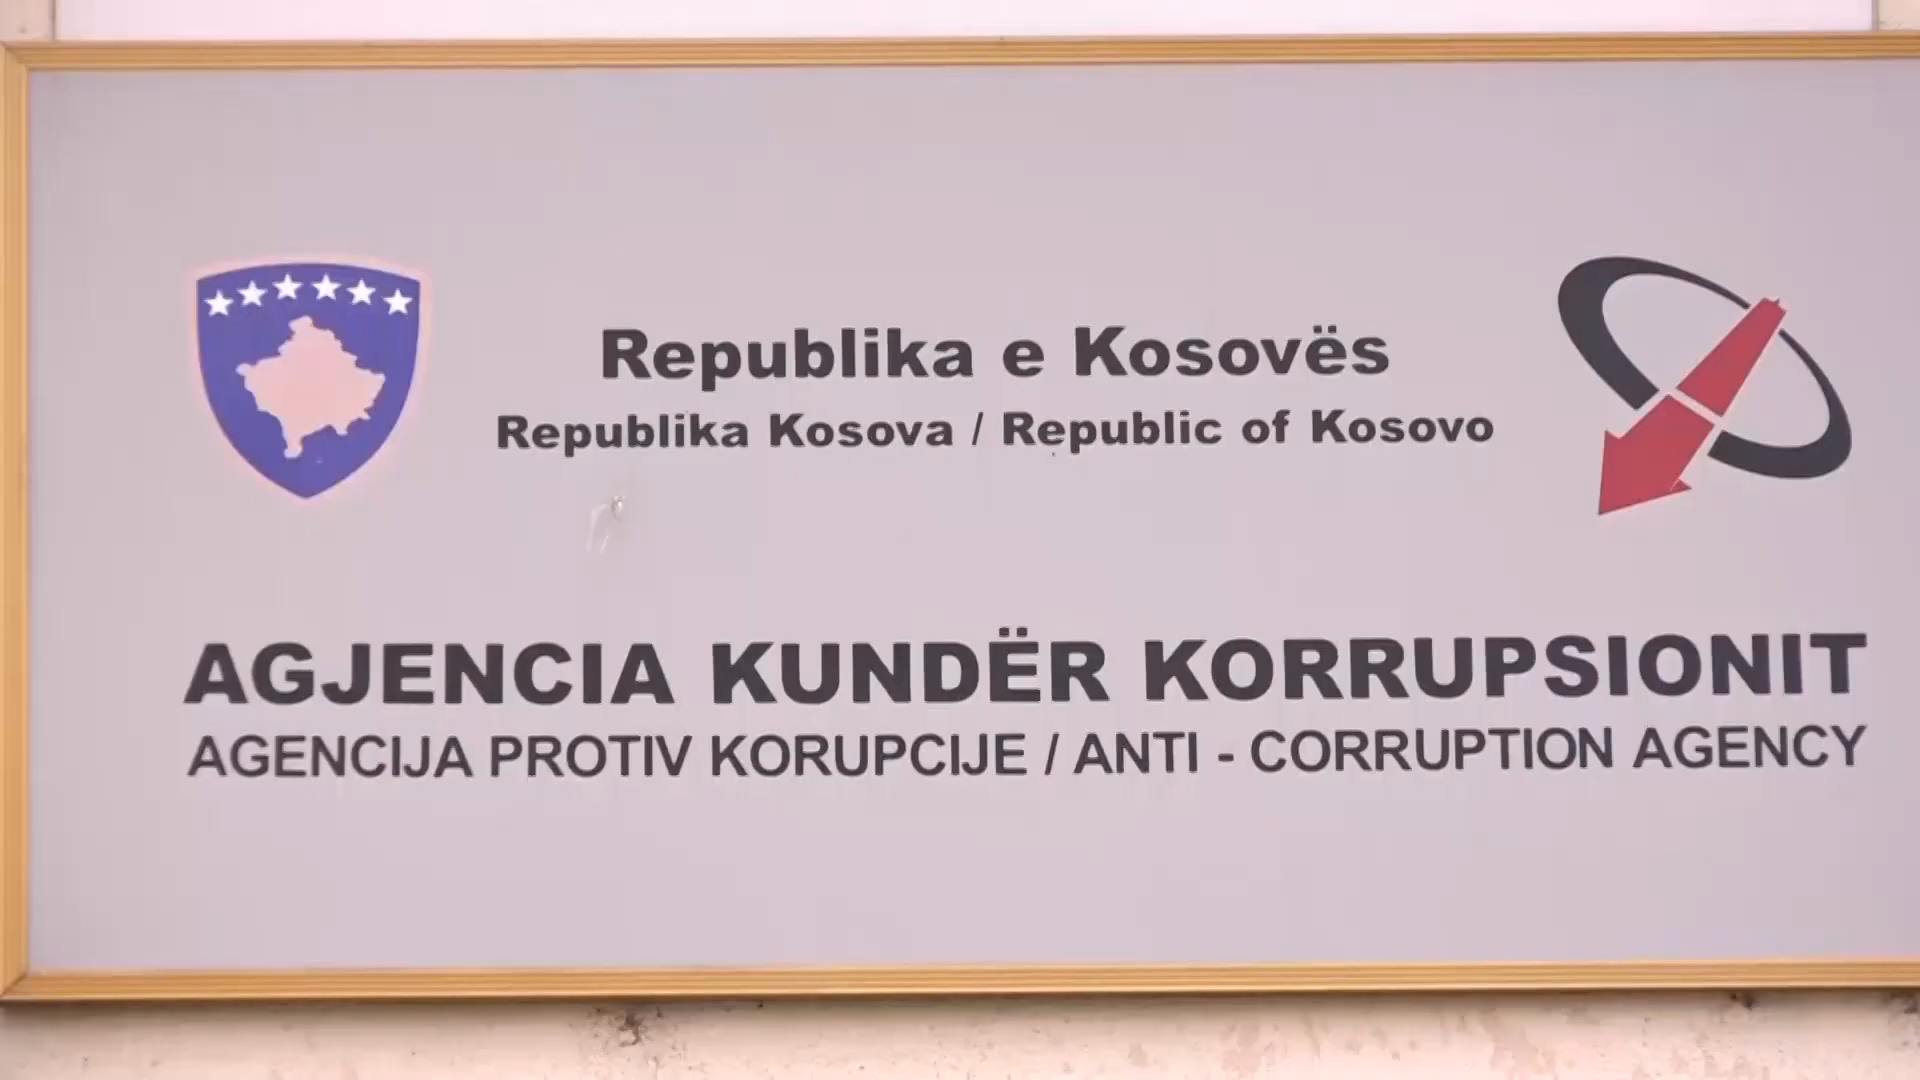 Republika e Kosovës
Republika Kosova / Republic of Kosovo
AGJENCIA KUNDËR KORRUPSIONIT
AGENCIJA PROTIV KORUPCIJE / ANTI - CORRUPTION AGENCY